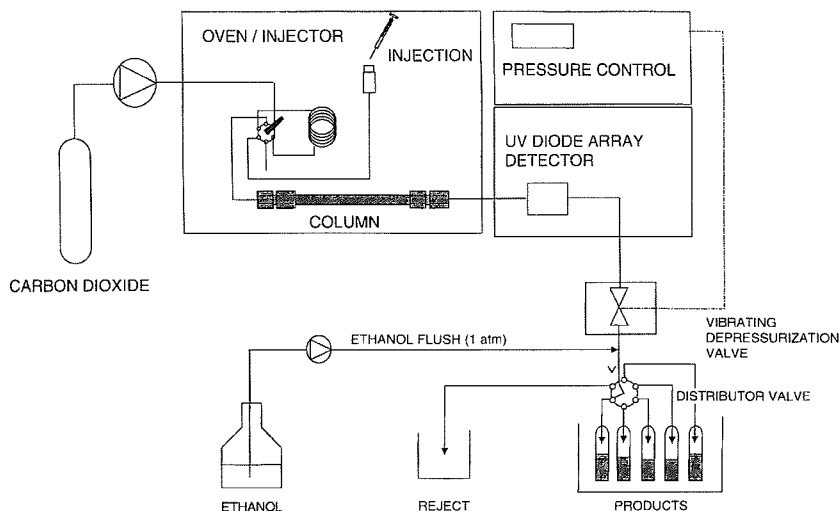 OVEN / INJECTOR
INJECTION
PRESSURE CONTROL
UV DIODE ARRAY
DETECTOR
COLUMN
CARBON DIOXIDE
VIBRATING
DEPRESSURIZATION
VALVE
ETHANOL FLUSH (1 atm)
V
DISTRIBUTOR VALVE
ETHANOL
REJECT
PRODUCTS